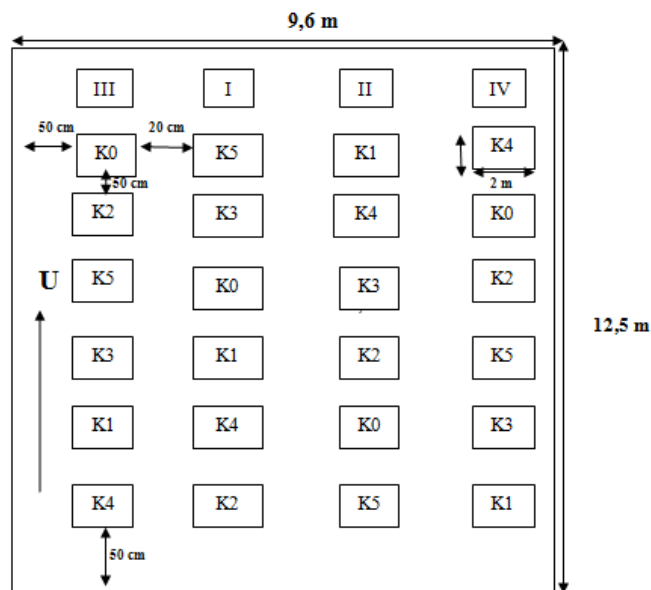 9,6 m
III I II IV
50 cm 20 cm
K0 K5 K1 K4
50 cm 2 m
K2 K3 K4 K0
U K5 K0 K3 K2
12,5 m
K3 K1 K2 K5
K1 K4 K0 K3
K4 K2 K5 K1
50 cm